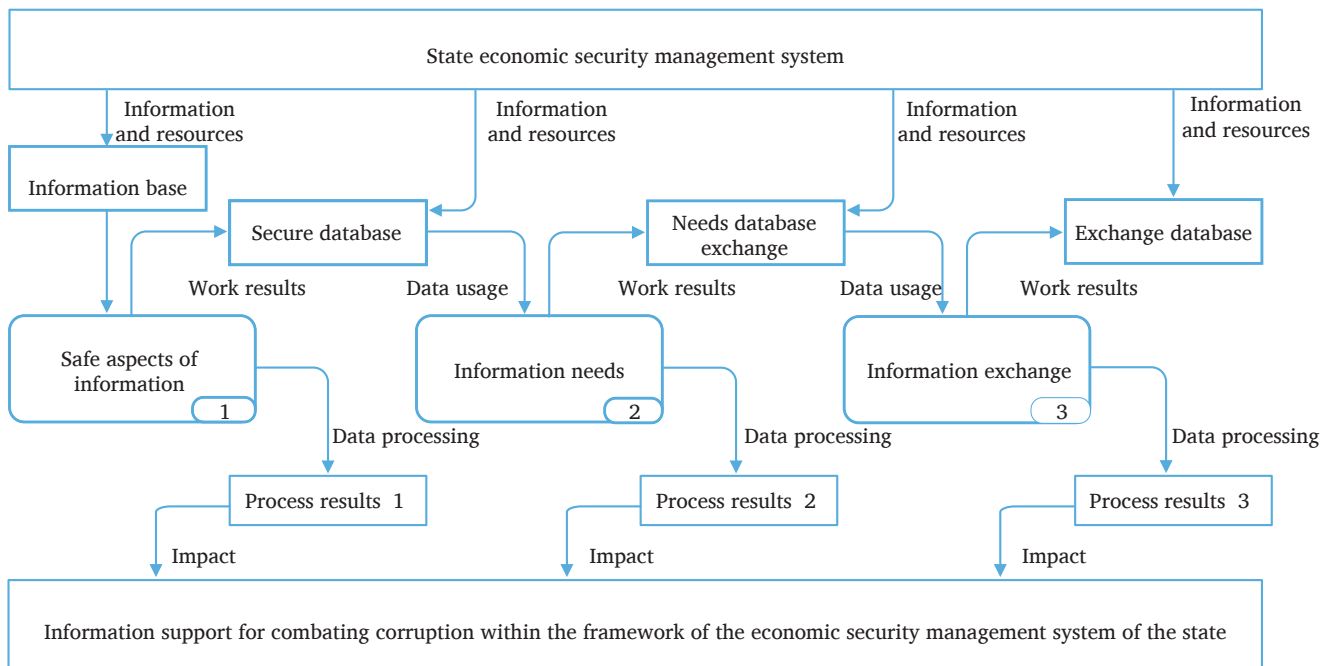 State economic security management system
Information
and resources
Information
and resources
Information
and resources
Information
and resources
Information base
Secure database
Needs database
exchange
Exchange database
Work results
Data usage
Work results
Data usage
Work results
Safe aspects of
information
1
Information needs
2
Information exchange
3
Data processing
Data processing
Data processing
Process results 1
Process results 2
Process results 3
Impact
Impact
Impact
Information support for combating corruption within the framework of the economic security management system of the state